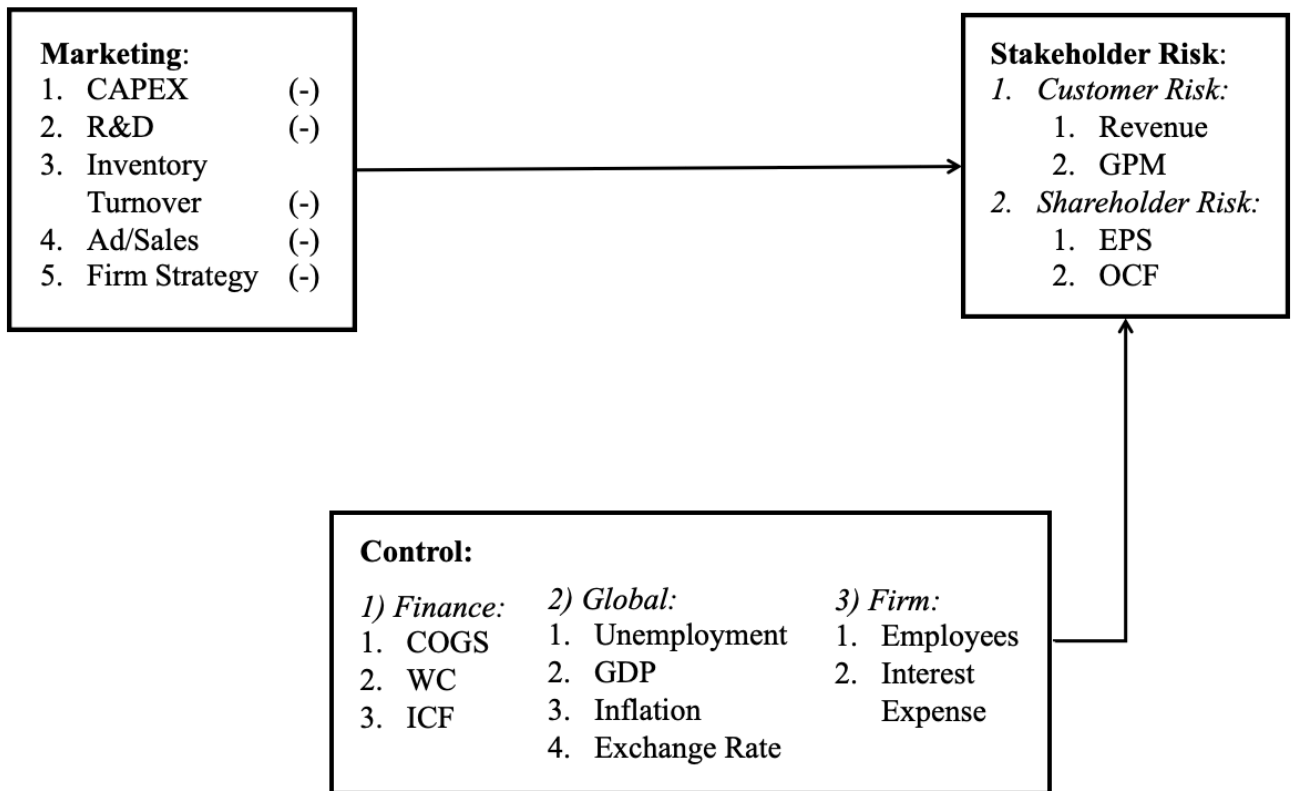 Marketing:
1. CAPEX (-)
2. R&D (-)
3. Inventory
Turnover (-)
4. Ad/Sales (-)
5. Firm Strategy (-)
Stakeholder Risk:
1. Customer Risk:
1. Revenue
2. GPM
2. Shareholder Risk:
1. EPS
2. OCF
Control:
1) Finance:
1. COGS
2. WC
3. ICF
2) Global:
1. Unemployment
2. GDP
3. Inflation
4. Exchange Rate
3) Firm:
1. Employees
2. Interest
Expense